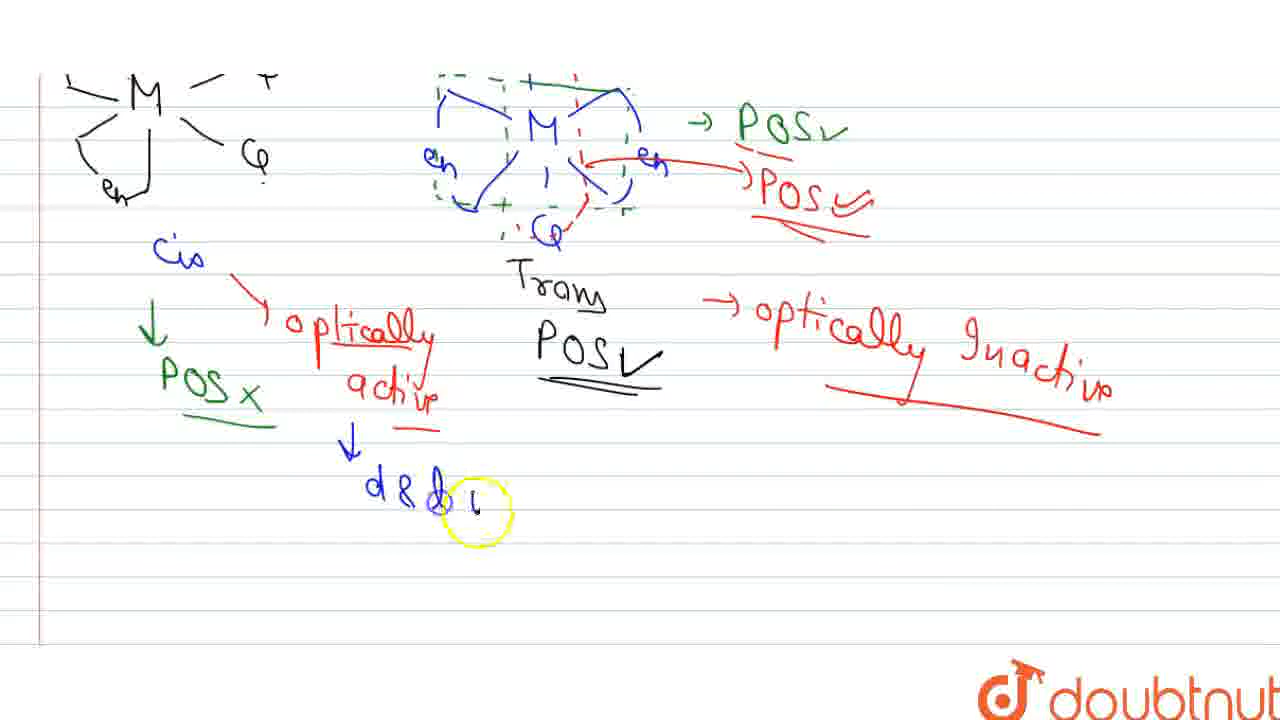 M
M
→ POS✓
Cl
en
en
en
→ POS✓
Cl
Cis
Trans
→ optically Inactive
→ optically active
POS✓
POS ×
↓
d &
doubtnut